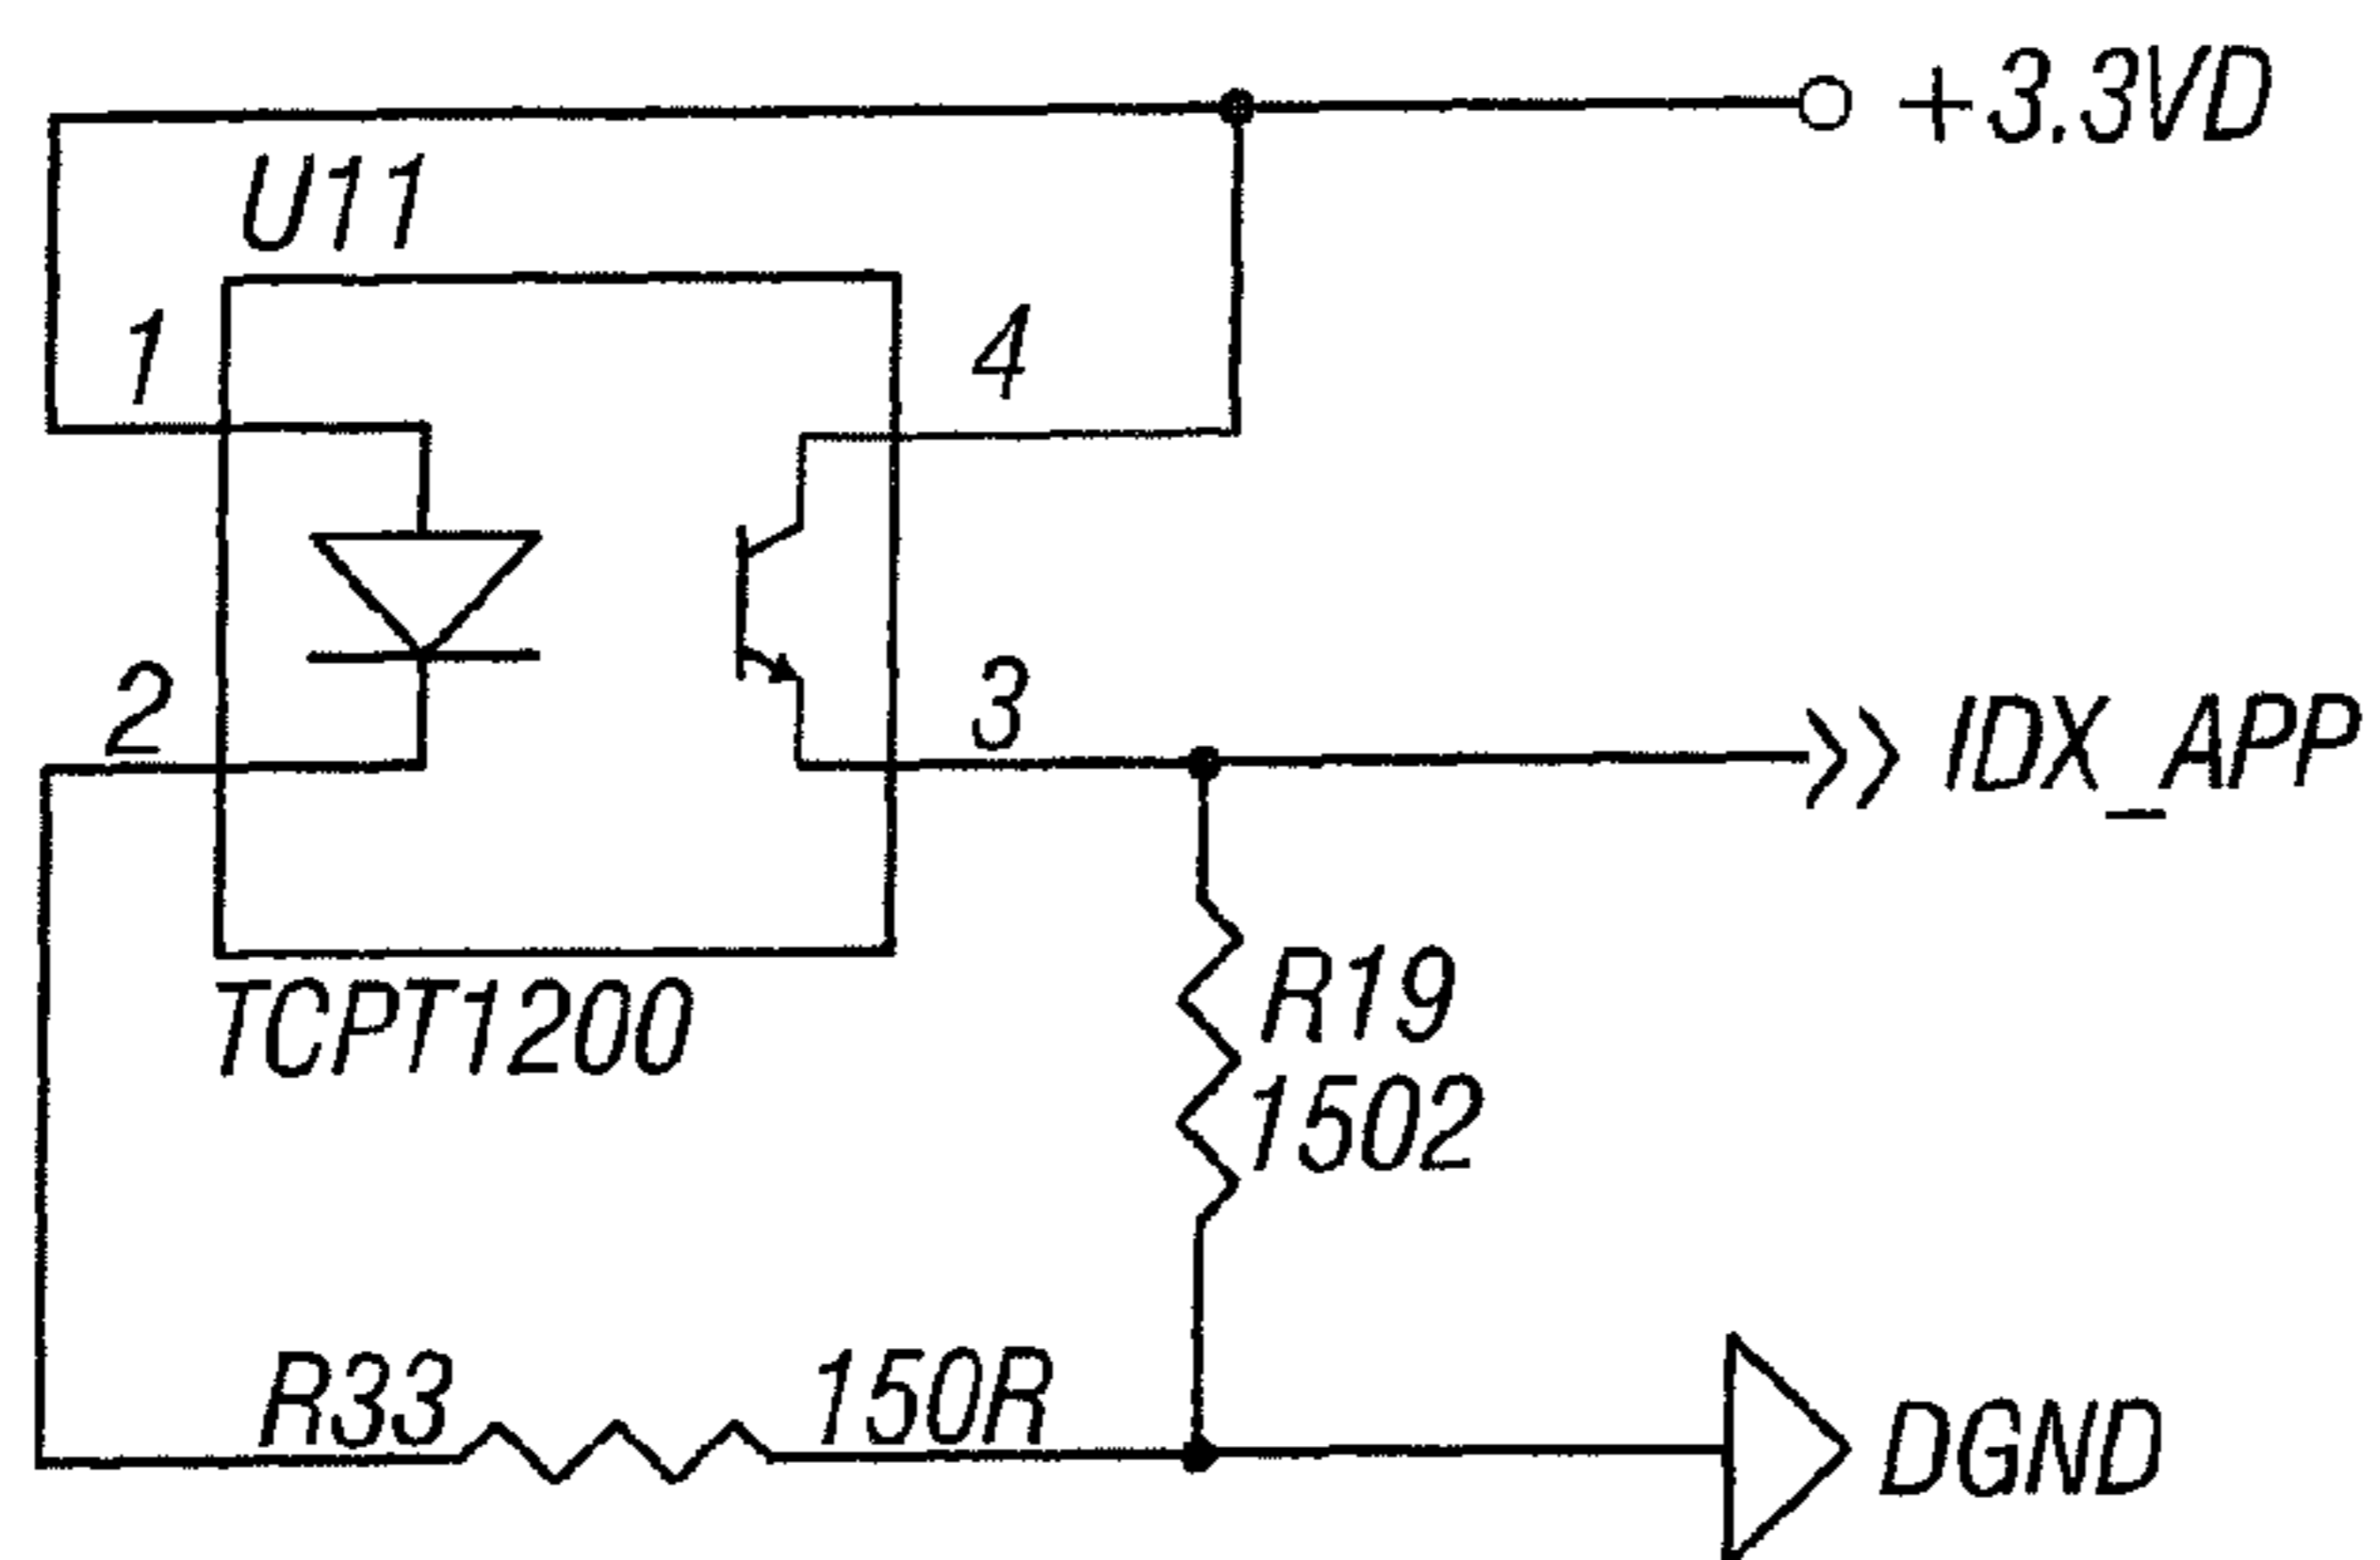 +3.3VD
U11
1
4
2
3
IDX_APP
TCPT1200
R19
1502
R33
150R
DGND